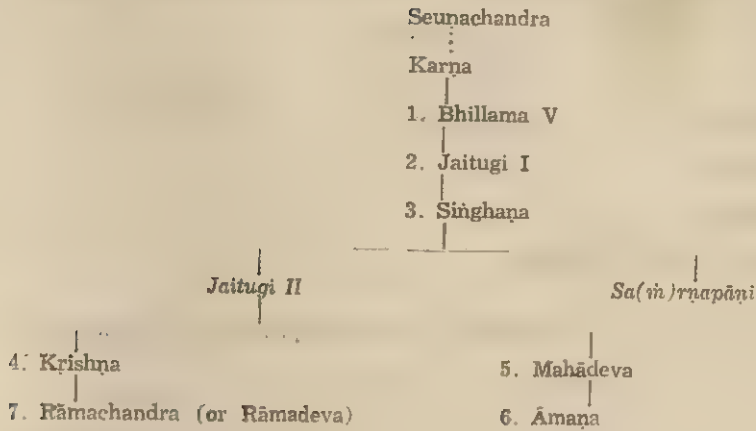 Seuṇachandra
Karṇa
1. Bhillama V
2. Jaitugi I
3. Siṅghaṇa
Jaitugi II
Sa(ṁ)rṇapāṇi
4. Kṛishṇa
5. Mahādeva
7. Rāmachandra (or Rāmadeva)
6. Āmaṇa